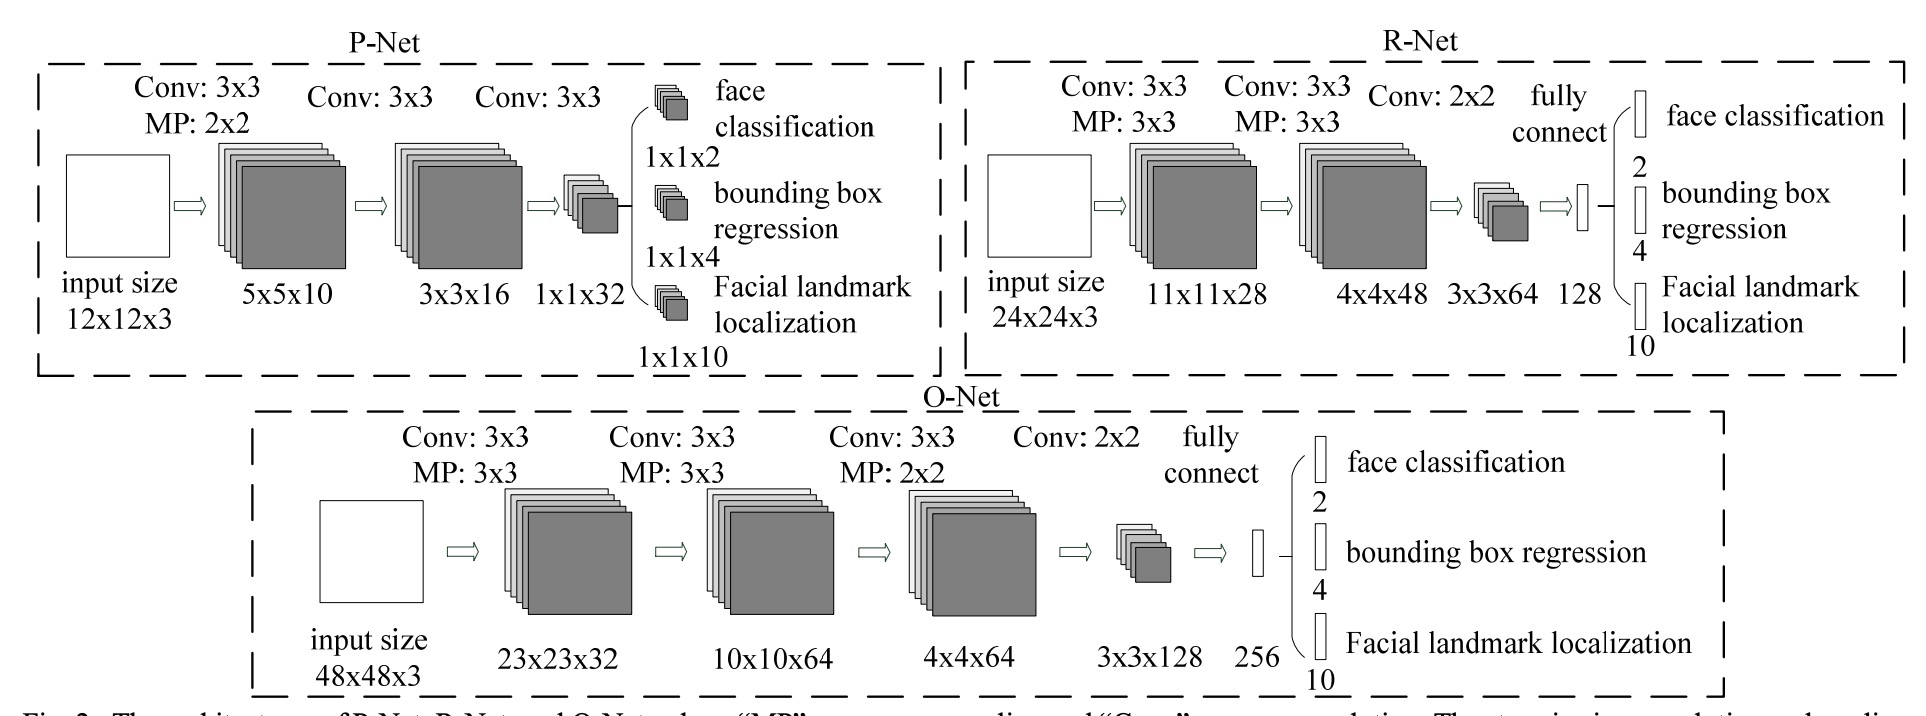 P-Net
Conv: 3x3
MP: 2x2
Conv: 3x3
Conv: 3x3
face
classification
1x1x2
bounding box
regression
1x1x4
Facial landmark
localization
1x1x10
input size
12x12x3
5x5x10
3x3x16
1x1x32
R-Net
Conv: 3x3
MP: 3x3
Conv: 3x3
MP: 3x3
Conv: 2x2
fully
connect
face classification
2
bounding box
regression
4
Facial landmark
localization
10
input size
24x24x3
11x11x28
4x4x48
3x3x64
128
O-Net
Conv: 3x3
MP: 3x3
Conv: 3x3
MP: 3x3
Conv: 3x3
MP: 2x2
Conv: 2x2
fully
connect
face classification
2
bounding box regression
4
Facial landmark localization
10
input size
48x48x3
23x23x32
10x10x64
4x4x64
3x3x128
256